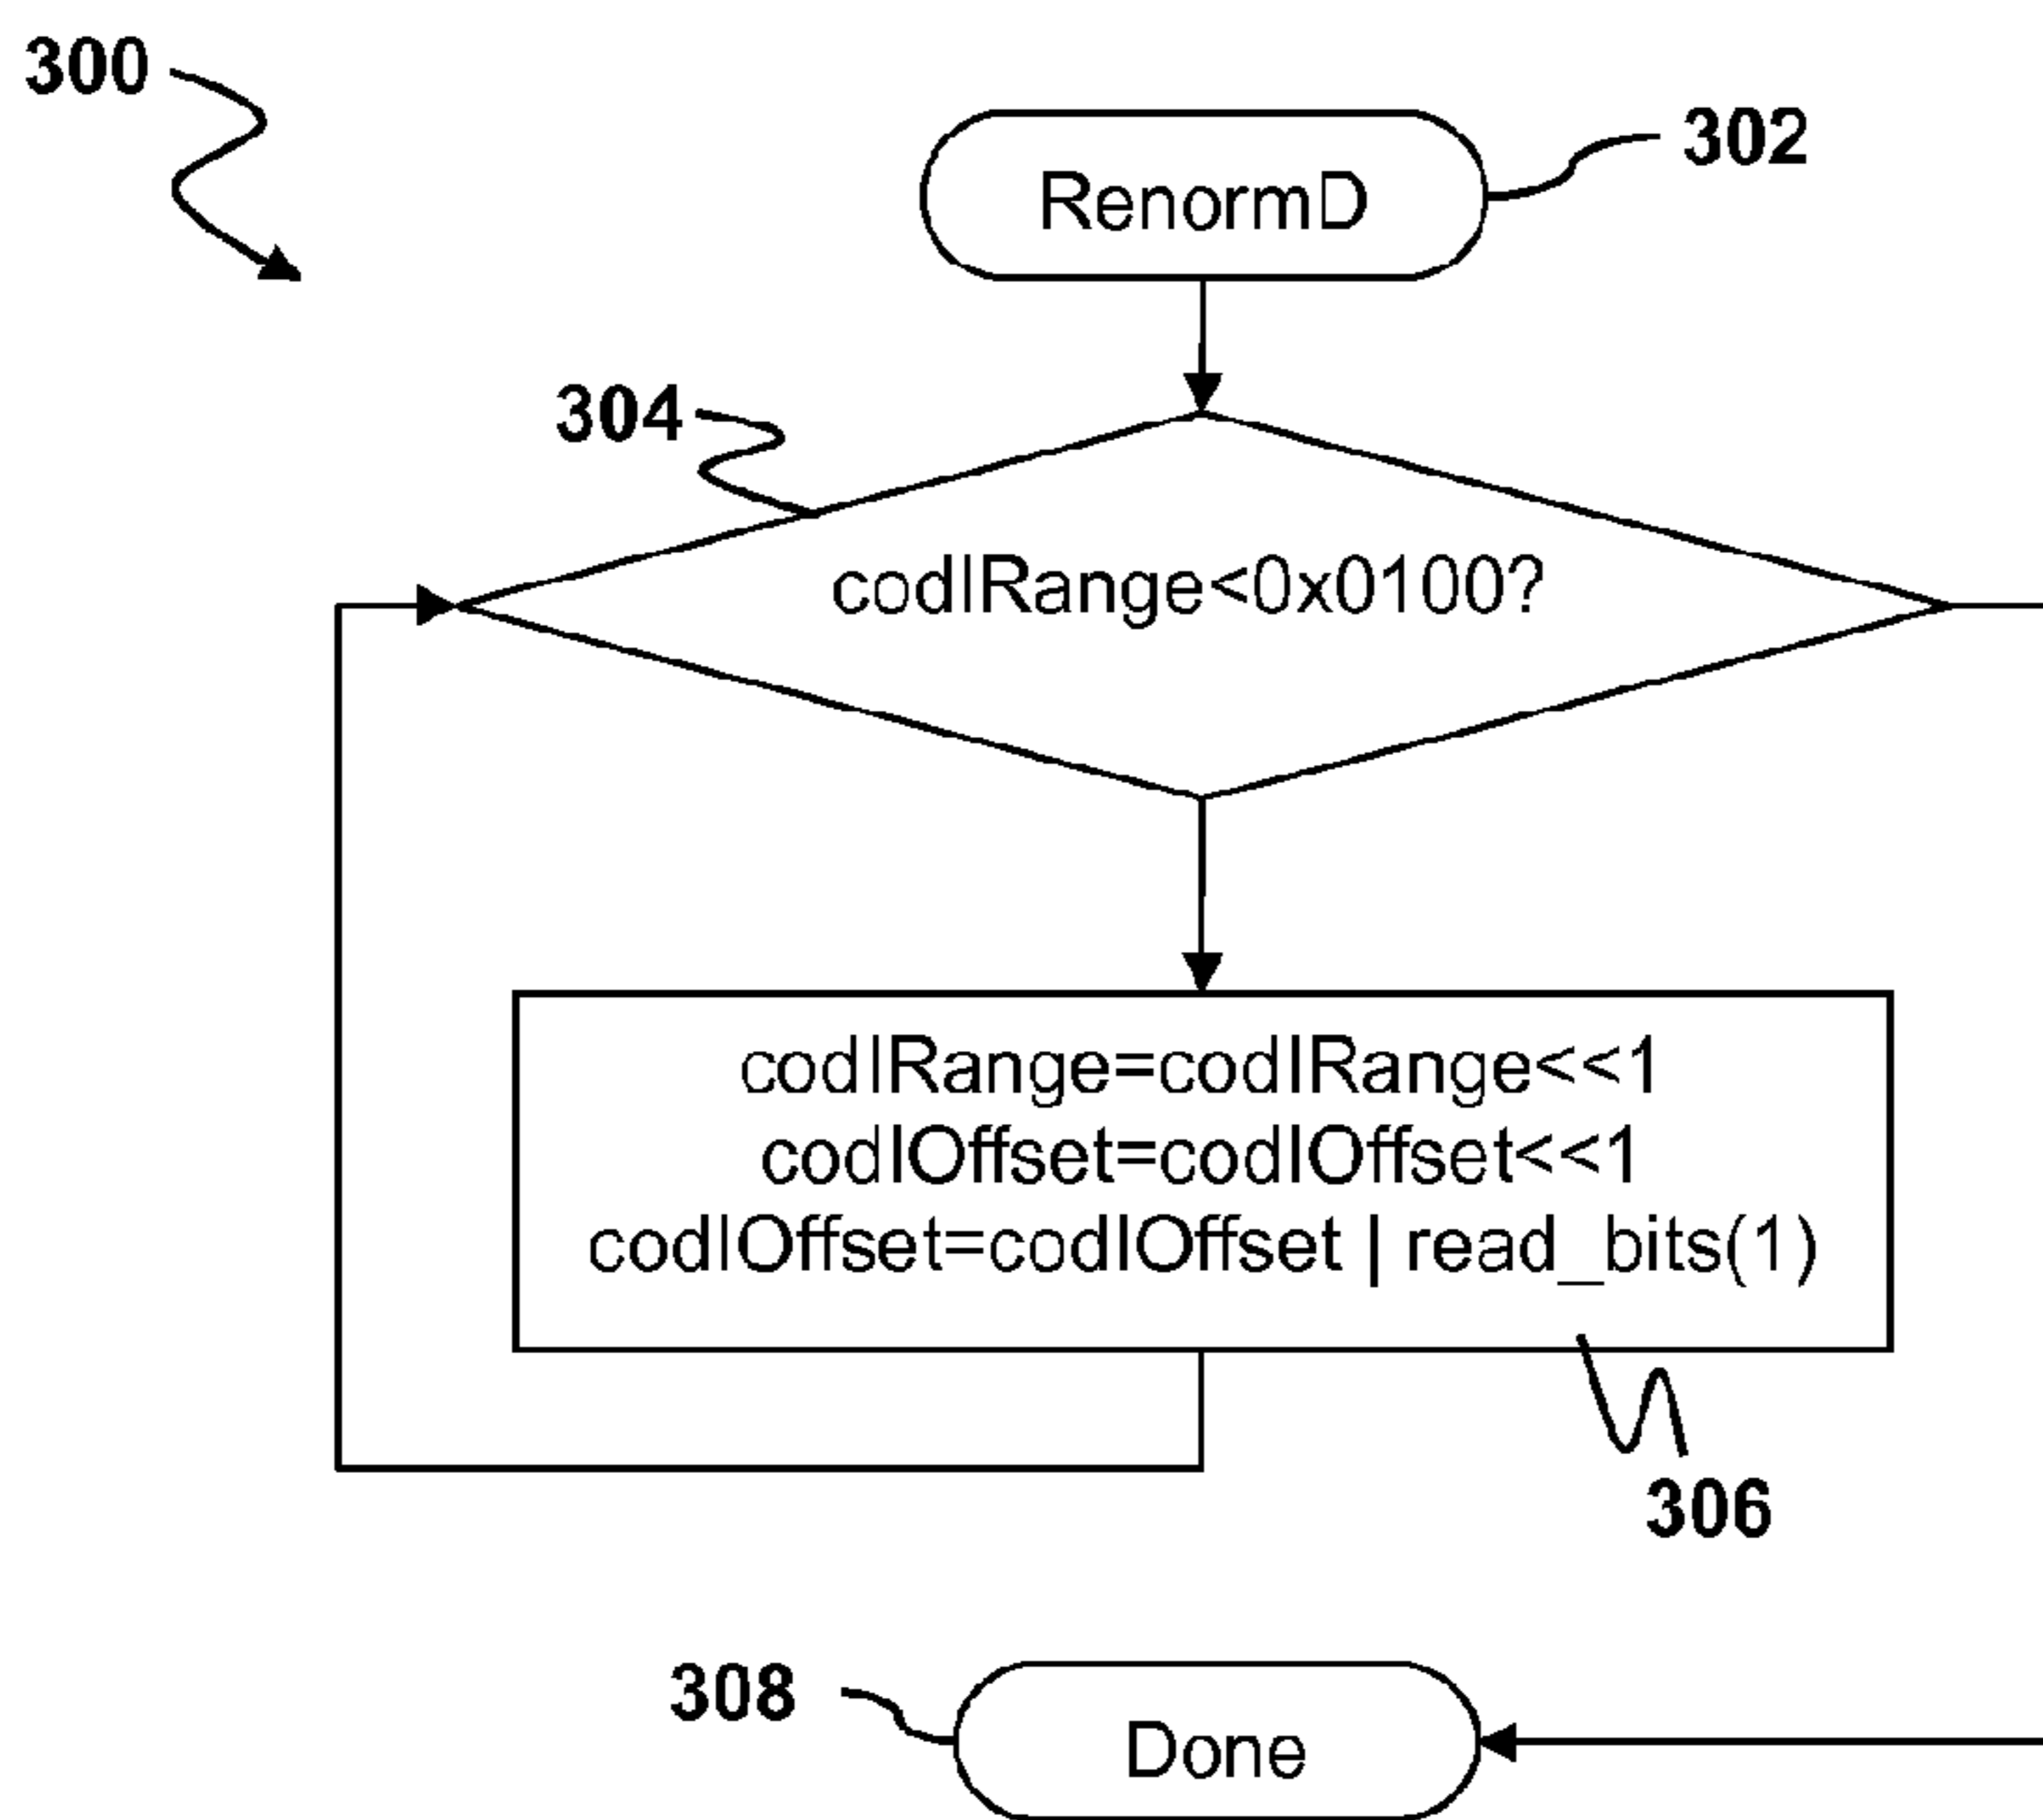 300
RenormD
302
304
codIRange<0x0100?
codIRange=codIRange<<1
codIOffset=codIOffset<<1
codIOffset=codIOffset | read_bits(1)
306
308
Done